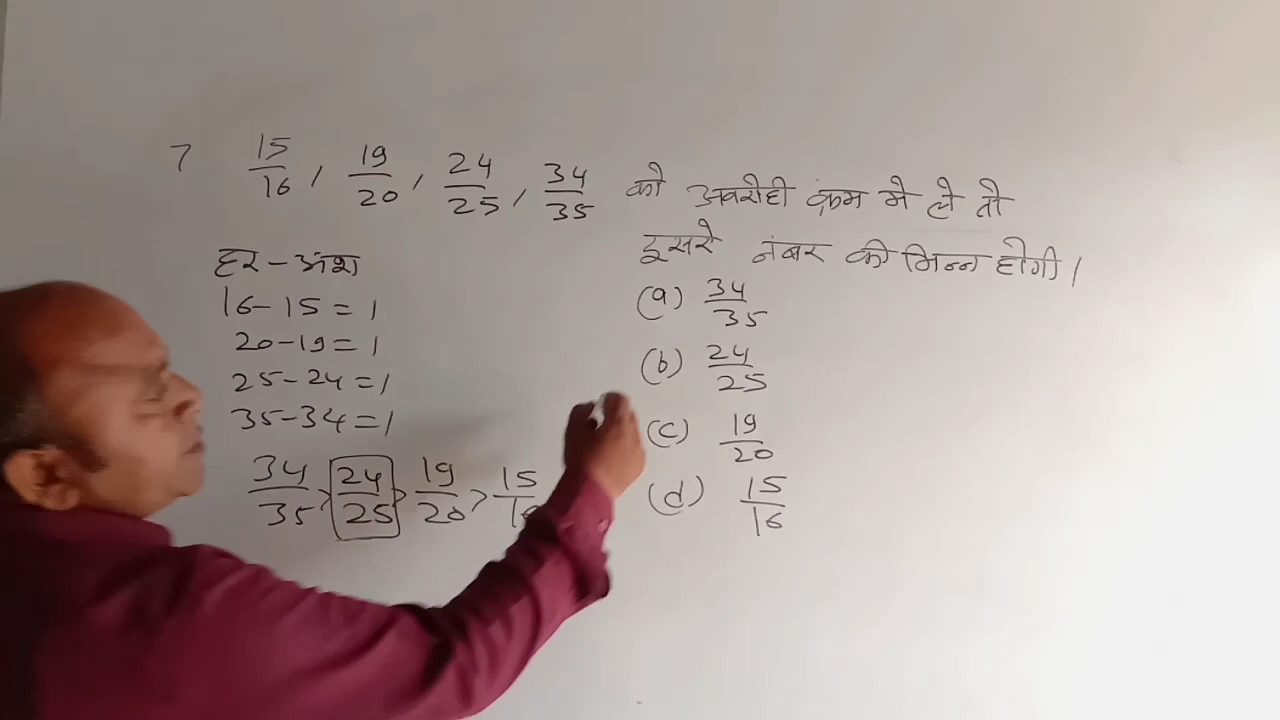 7 15/16, 19/20, 24/25, 34/35 को अवरोही क्रम मे ले तो
दूसरे नंबर की भिन्न होगी।
हर-अंश
16-15=1
20-19=1
25-24=1
35-34=1
34/35 > 24/25 > 19/20 > 15/16
(a) 34/35
(b) 24/25
(c) 19/20
(d) 15/16